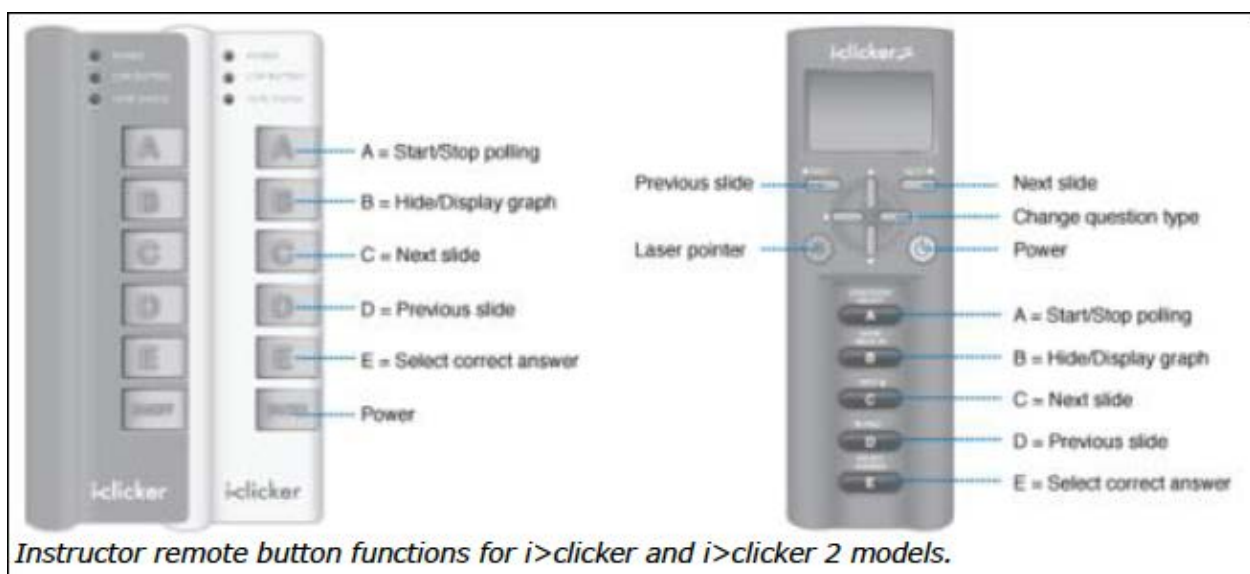 A
A
B
B
C
C
D
D
E
E
i>clicker
i>clicker
A = Start/Stop polling
B = Hide/Display graph
C = Next slide
D = Previous slide
E = Select correct answer
Power
i>clicker 2
Previous slide
Laser pointer
Next slide
Change question type
Power
A
B
C
D
E
A = Start/Stop polling
B = Hide/Display graph
C = Next slide
D = Previous slide
E = Select correct answer
Instructor remote button functions for i>clicker and i>clicker 2 models.